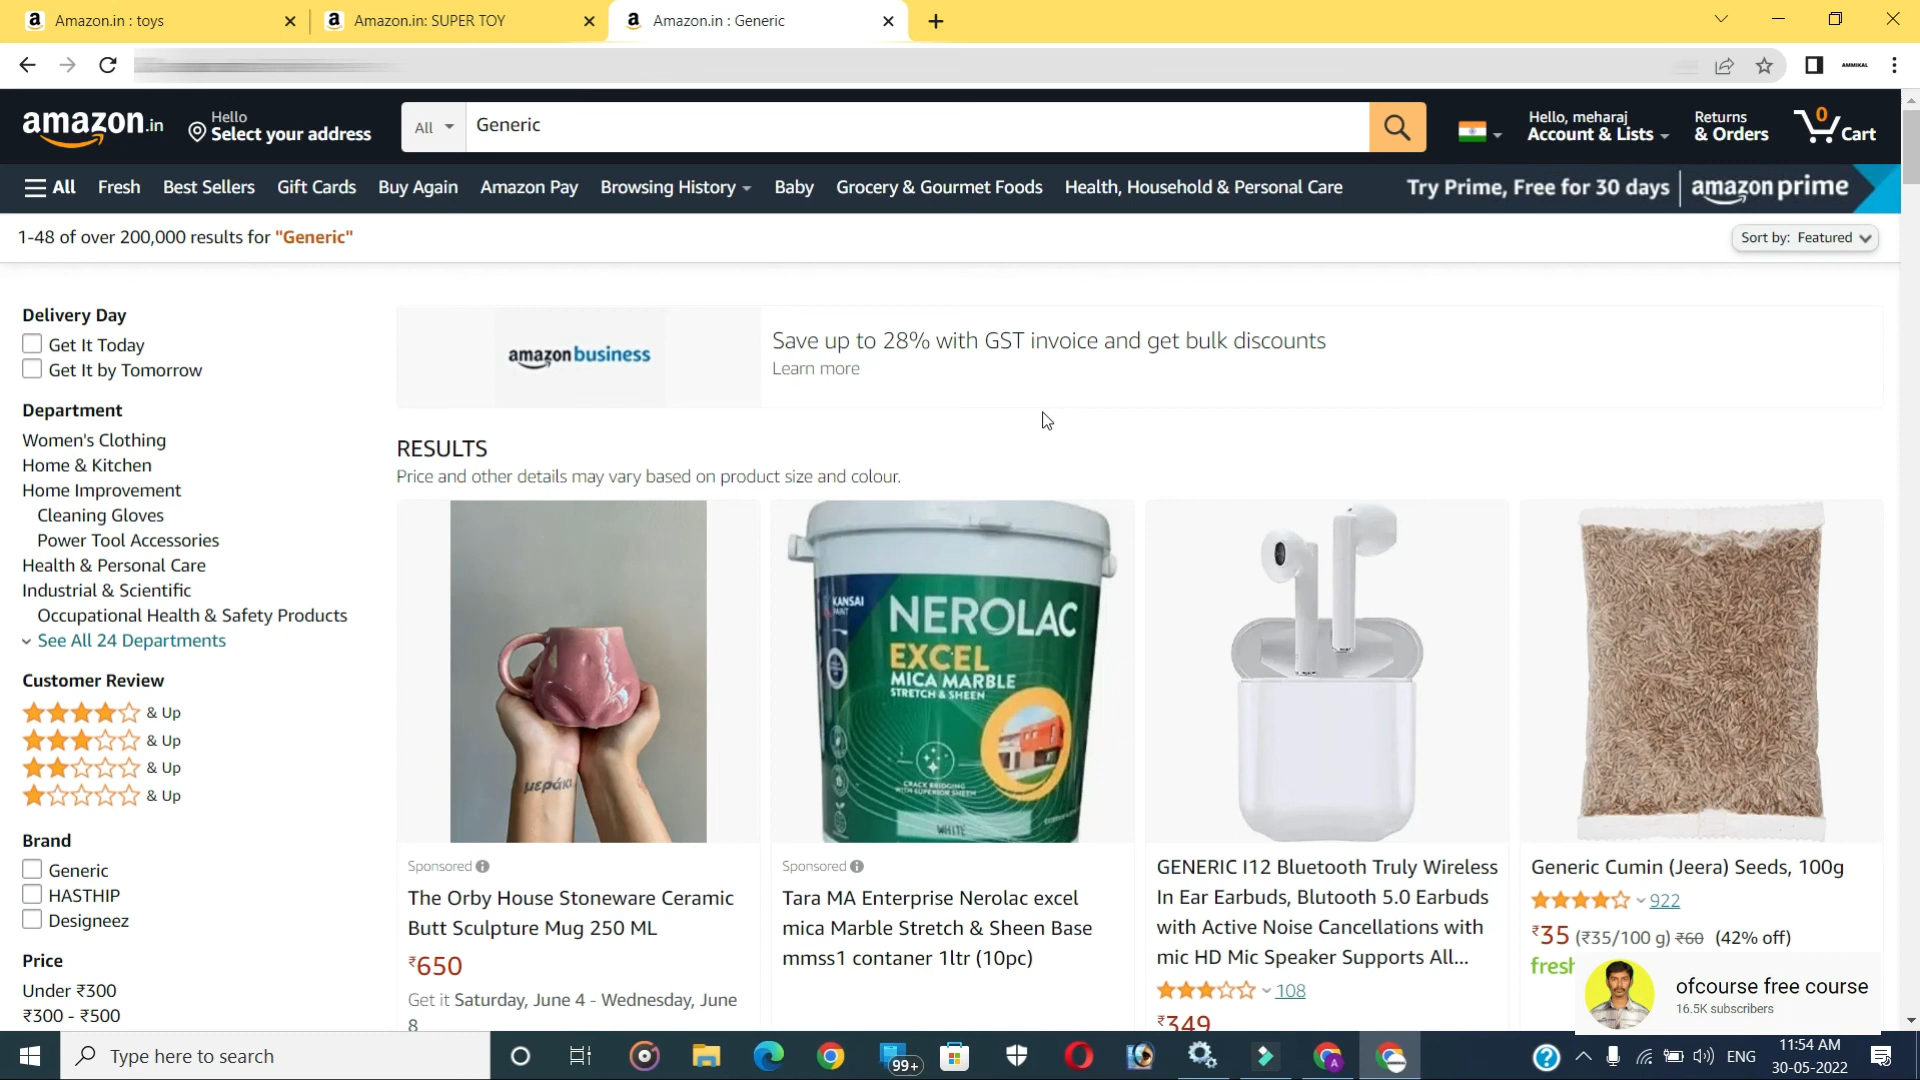 Amazon.in : toys
Amazon.in: SUPER TOY
Amazon.in : Generic
AMMIKAL
amazon.in
Hello
Select your address
All
Generic
Hello, meharaj
Account & Lists
Returns
& Orders
0
Cart
All
Fresh
Best Sellers
Gift Cards
Buy Again
Amazon Pay
Browsing History
Baby
Grocery & Gourmet Foods
Health, Household & Personal Care
Try Prime, Free for 30 days
amazon prime
1-48 of over 200,000 results for "Generic"
Sort by: Featured
Delivery Day
Get It Today
Get It by Tomorrow
Department
Women's Clothing
Home & Kitchen
Home Improvement
Cleaning Gloves
Power Tool Accessories
Health & Personal Care
Industrial & Scientific
Occupational Health & Safety Products
See All 24 Departments
Customer Review
& Up
& Up
& Up
& Up
Brand
Generic
HASTHIP
Designeez
Price
Under ₹300
₹300 - ₹500
amazon business
Save up to 28% with GST invoice and get bulk discounts
Learn more
RESULTS
Price and other details may vary based on product size and colour.
μεράκι
Sponsored
The Orby House Stoneware Ceramic
Butt Sculpture Mug 250 ML
₹650
Get it Saturday, June 4 - Wednesday, June
8
KANSAI
PAINT
NEROLAC
EXCEL
MICA MARBLE
STRETCH & SHEEN
CRACK BRIDGING
WITH SUPERIOR SHEEN
WHITE
Sponsored
Tara MA Enterprise Nerolac excel
mica Marble Stretch & Sheen Base
mmss1 contaner 1ltr (10pc)
GENERIC I12 Bluetooth Truly Wireless
In Ear Earbuds, Blutooth 5.0 Earbuds
with Active Noise Cancellations with
mic HD Mic Speaker Supports All...
108
₹349
Generic Cumin (Jeera) Seeds, 100g
922
₹35 (₹35/100 g) ₹60 (42% off)
fresh
ofcourse free course
16.5K subscribers
Type here to search
99+
ENG
11:54 AM
30-05-2022